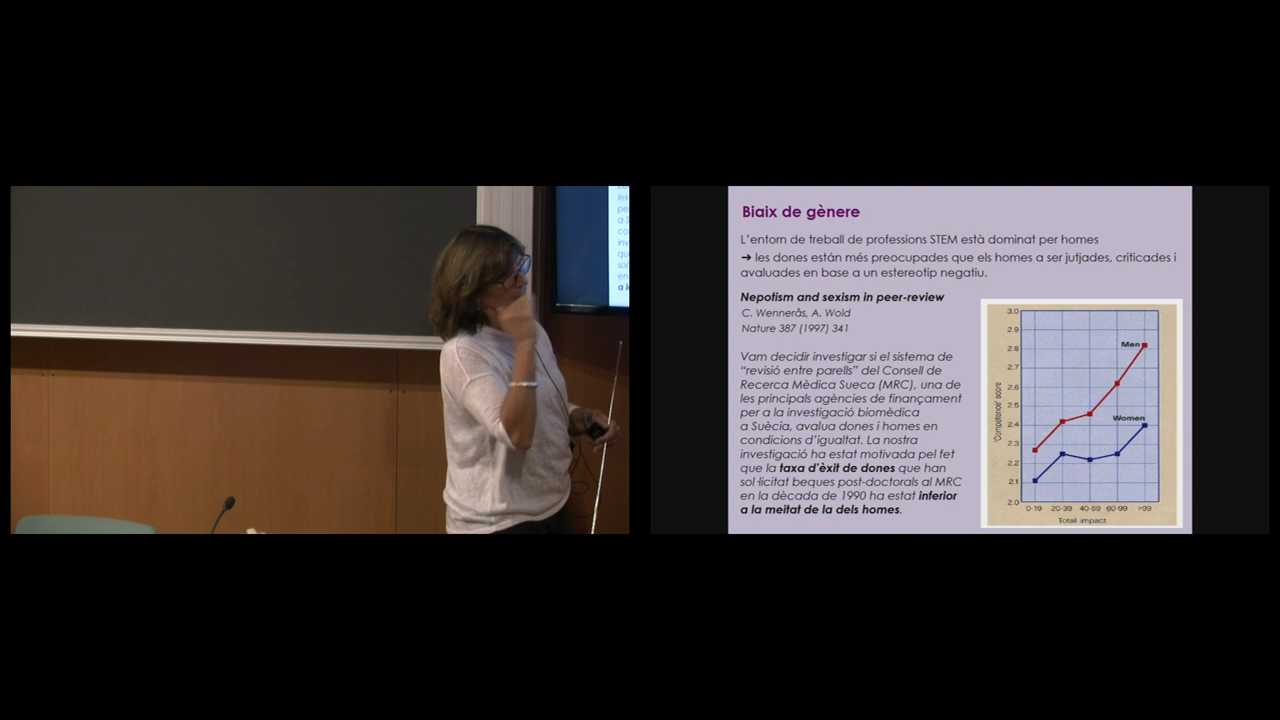 Biaix de gènere
L'entorn de treball de professions STEM està dominat per homes
➔ les dones están més preocupades que els homes a ser jutjades, criticades i
avaluades en base a un estereotip negatiu.
Nepotism and sexism in peer-review
C. Wennerås, A. Wold
Nature 387 (1997) 341
Vam decidir investigar si el sistema de
“revisió entre parells” del Consell de
Recerca Mèdica Sueca (MRC), una de
les principals agències de finançament
per a la investigació biomèdica
a Suècia, avalua dones i homes en
condicions d'igualtat. La nostra
investigació ha estat motivada pel fet
que la taxa d'èxit de dones que han
sol·licitat beques post-doctorals al MRC
en la dècada de 1990 ha estat inferior
a la meitat de la dels homes.
3.0
2.9
2.8
2.7
2.6
2.5
2.4
2.3
2.2
2.1
2.0
'Competence' score
Men
Women
0-19 20-39 40-59 60-99 >99
Total impact
les
a S
co
inv
qu
sol
en